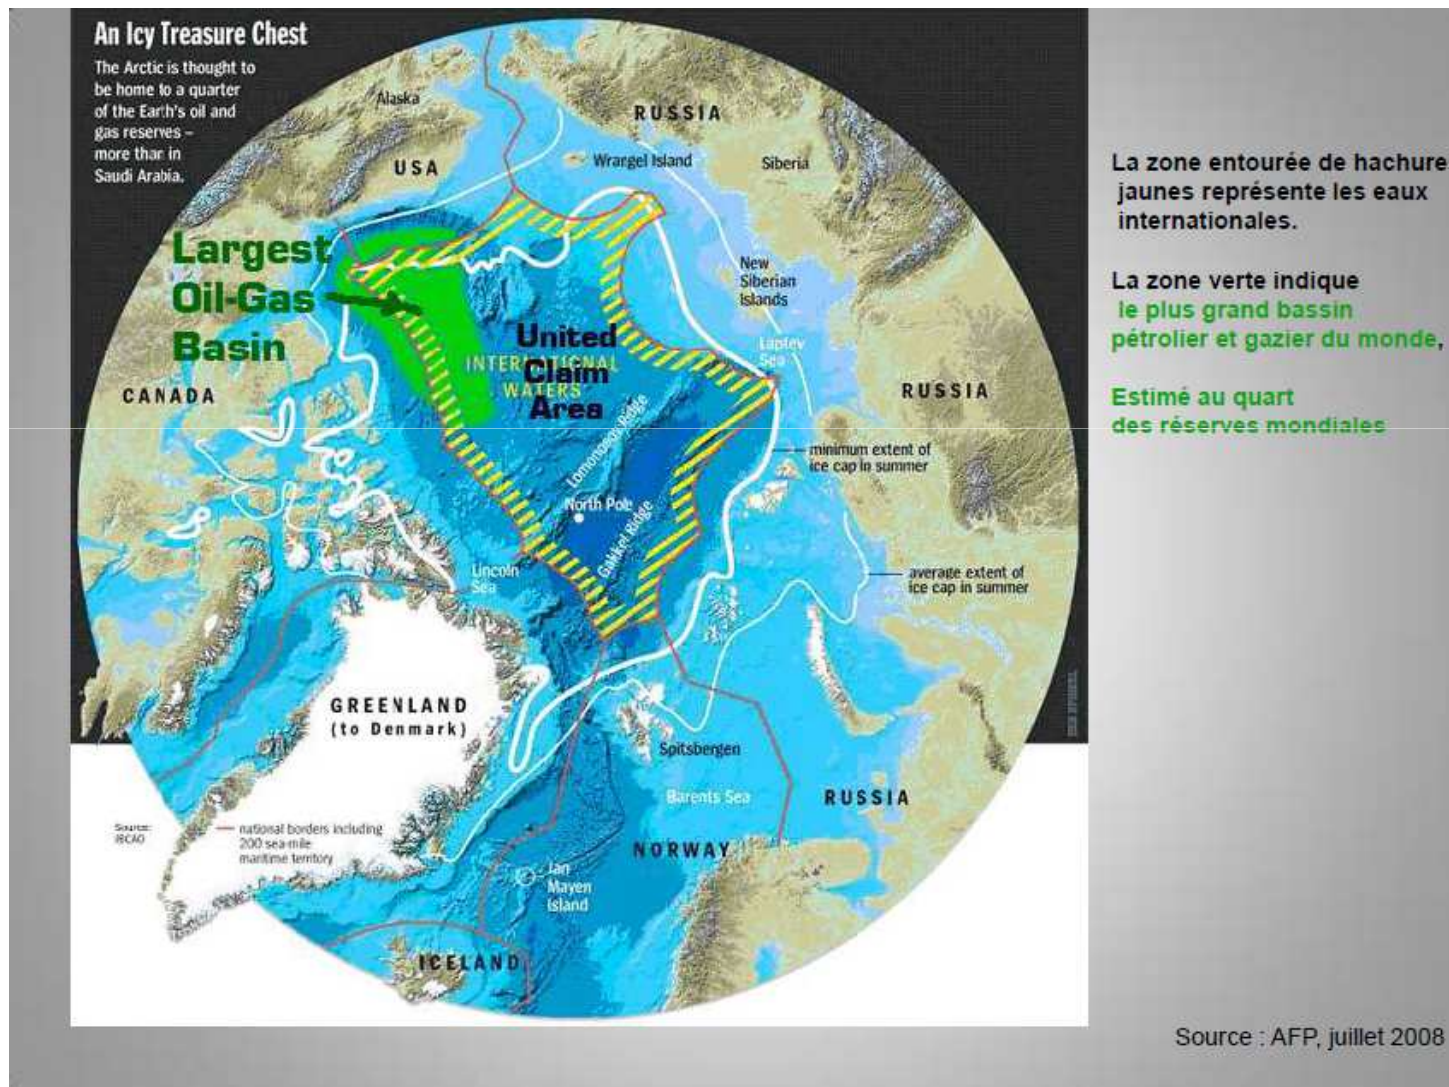 An Icy Treasure Chest
The Arctic is thought to
be home to a quarter
of the Earth's oil and
gas reserves –
more than in
Saudi Arabia.
Alaska
USA
RUSSIA
Wrangel Island
Siberia
Largest
Oil-Gas
Basin
New
Siberian
Islands
Laptev
Sea
United
INTERNATIONAL
Claim
WATERS
Area
CANADA
RUSSIA
Lomonosov Ridge
minimum extent of
ice cap in summer
North Pole
Gakkel Ridge
Lincoln
Sea
average extent of
ice cap in summer
GREENLAND
(to Denmark)
Spitsbergen
Barents Sea
RUSSIA
NORWAY
Source:
IBCAO
national borders including
200 sea-mile
maritime territory
Jan
Mayen
Island
ICELAND
DER SPIEGEL
La zone entourée de hachure
jaunes représente les eaux
internationales.
La zone verte indique
le plus grand bassin
pétrolier et gazier du monde,
Estimé au quart
des réserves mondiales
Source : AFP, juillet 2008